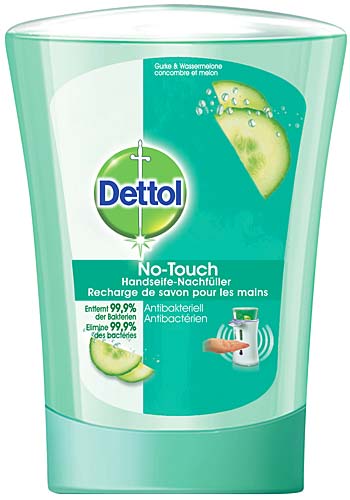 Gurke & Wassermelone
concombre et melon
Dettol
No-Touch
Handseife-Nachfüller
Recharge de savon pour les mains
Entfernt 99,9%
der Bakterien
Elimine 99,9%
des bactéries
Antibakteriell
Antibactérien